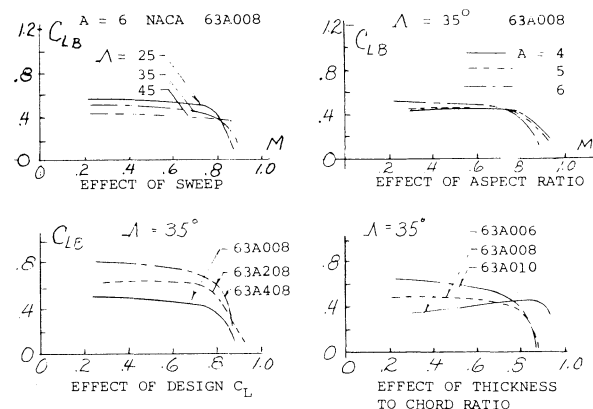 1.2 C_LB A = 6 NACA 63A008
Λ = 25
35
45
.8
.4
0
0 .2 .4 .6 .8 1.0 M
EFFECT OF SWEEP
1.2 Λ = 35° 63A008
C_LB
A = 4
5
6
.8
.4
0
0 .2 .4 .6 .8 1.0 M
EFFECT OF ASPECT RATIO
C_LB Λ = 35°
63A008
63A208
63A408
.8
.4
0
0 .2 .4 .6 .8 1.0
EFFECT OF DESIGN C_L
Λ = 35°
63A006
63A008
63A010
.8
.4
0
0 .2 .4 .6 .8 1.0
EFFECT OF THICKNESS
TO CHORD RATIO